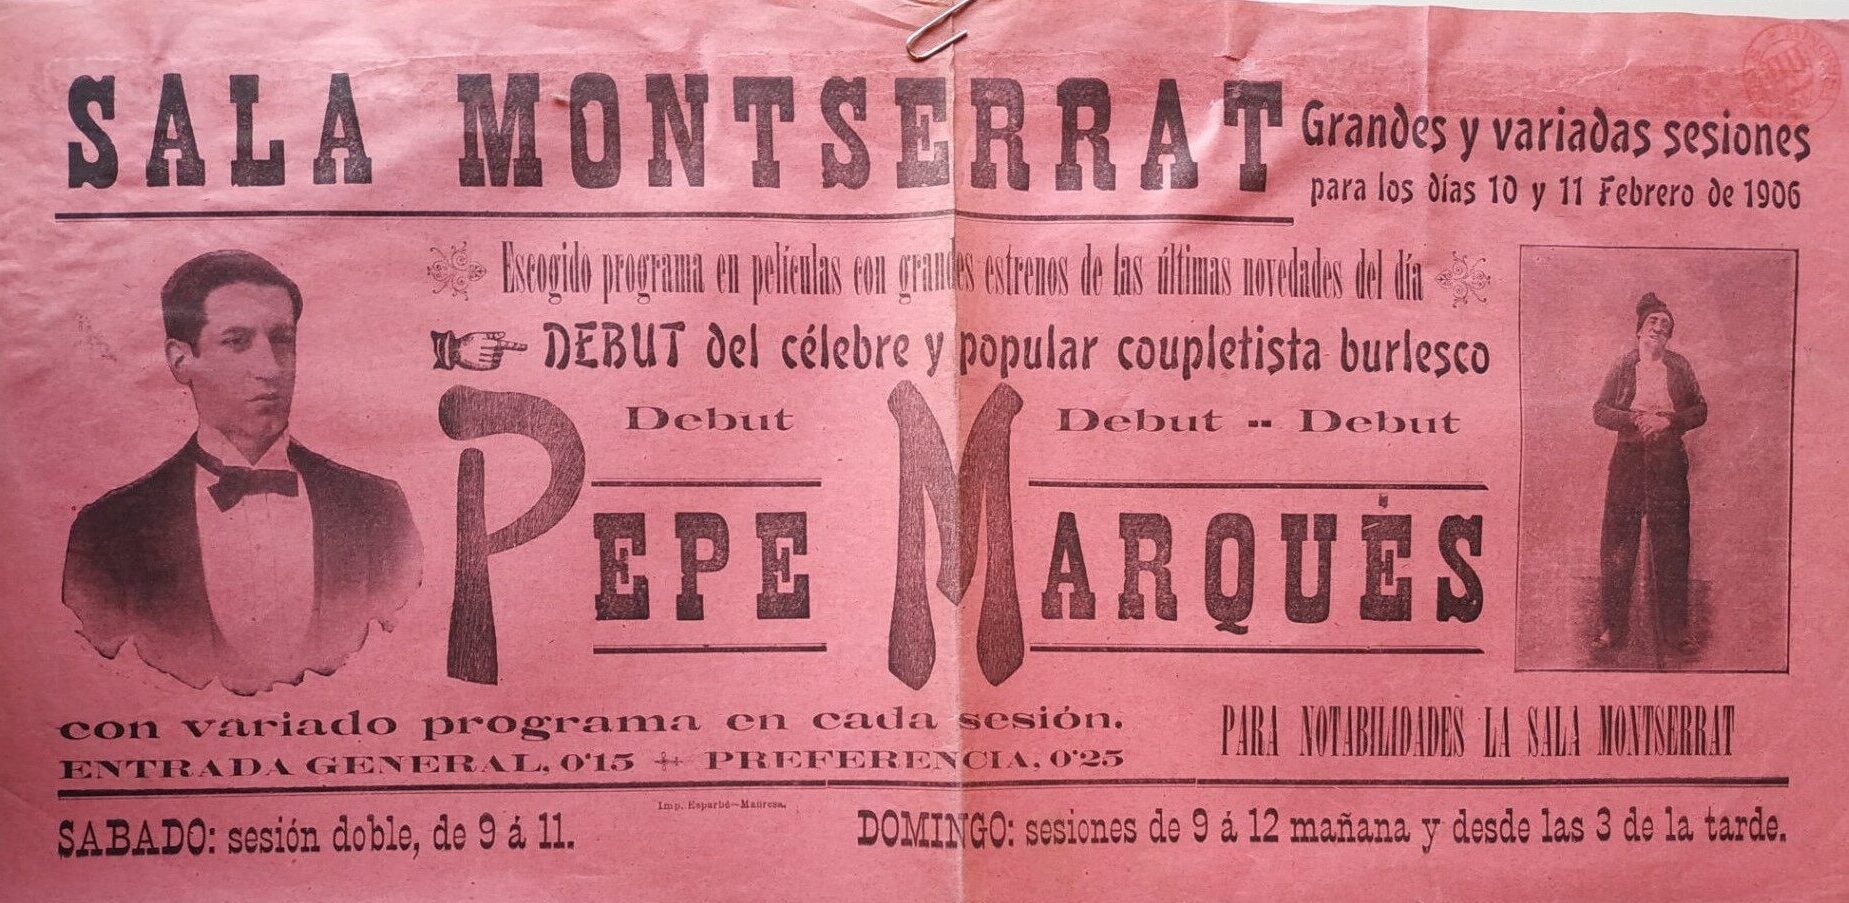 SALA MONTSERRAT
Grandes y variadas sesiones
para los días 10 y 11 Febrero de 1906
Escogido programa en películas con grandes estrenos de las últimas novedades del día
DEBUT del célebre y popular coupletista burlesco
Debut Debut -- Debut
PEPE MARQUÉS
con variado programa en cada sesión.
ENTRADA GENERAL, 0'15 PREFERENCIA, 0'25
PARA NOTABILIDADES LA SALA MONTSERRAT
Imp. Esparbé-Manresa.
SABADO: sesión doble, de 9 á 11.
DOMINGO: sesiones de 9 á 12 mañana y desde las 3 de la tarde.